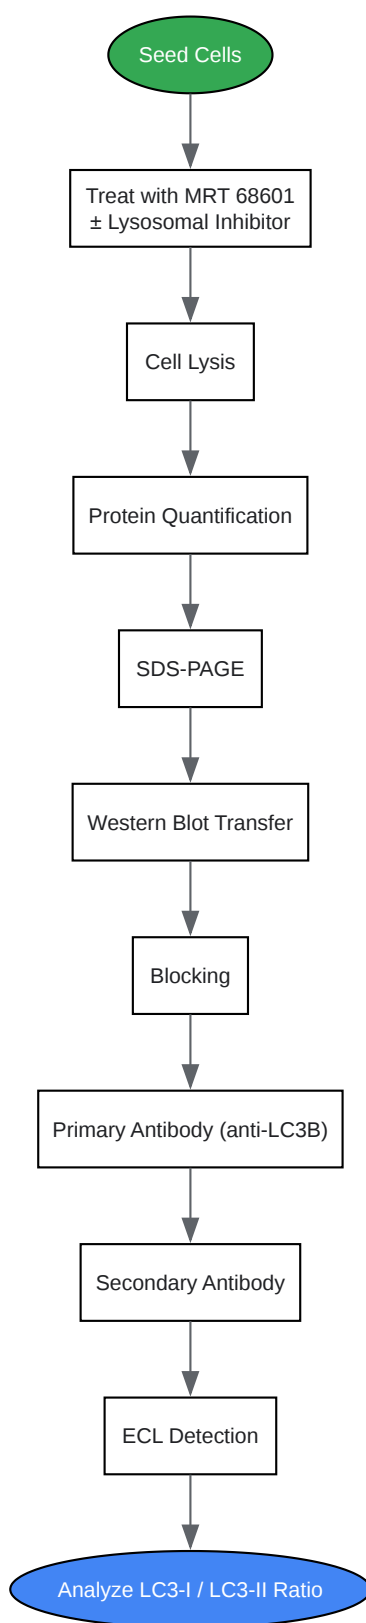 Seed Cells
Treat with MRT 68601
± Lysosomal Inhibitor
Cell Lysis
Protein Quantification
SDS-PAGE
Western Blot Transfer
Blocking
Primary Antibody (anti-LC3B)
Secondary Antibody
ECL Detection
Analyze LC3-I / LC3-II Ratio